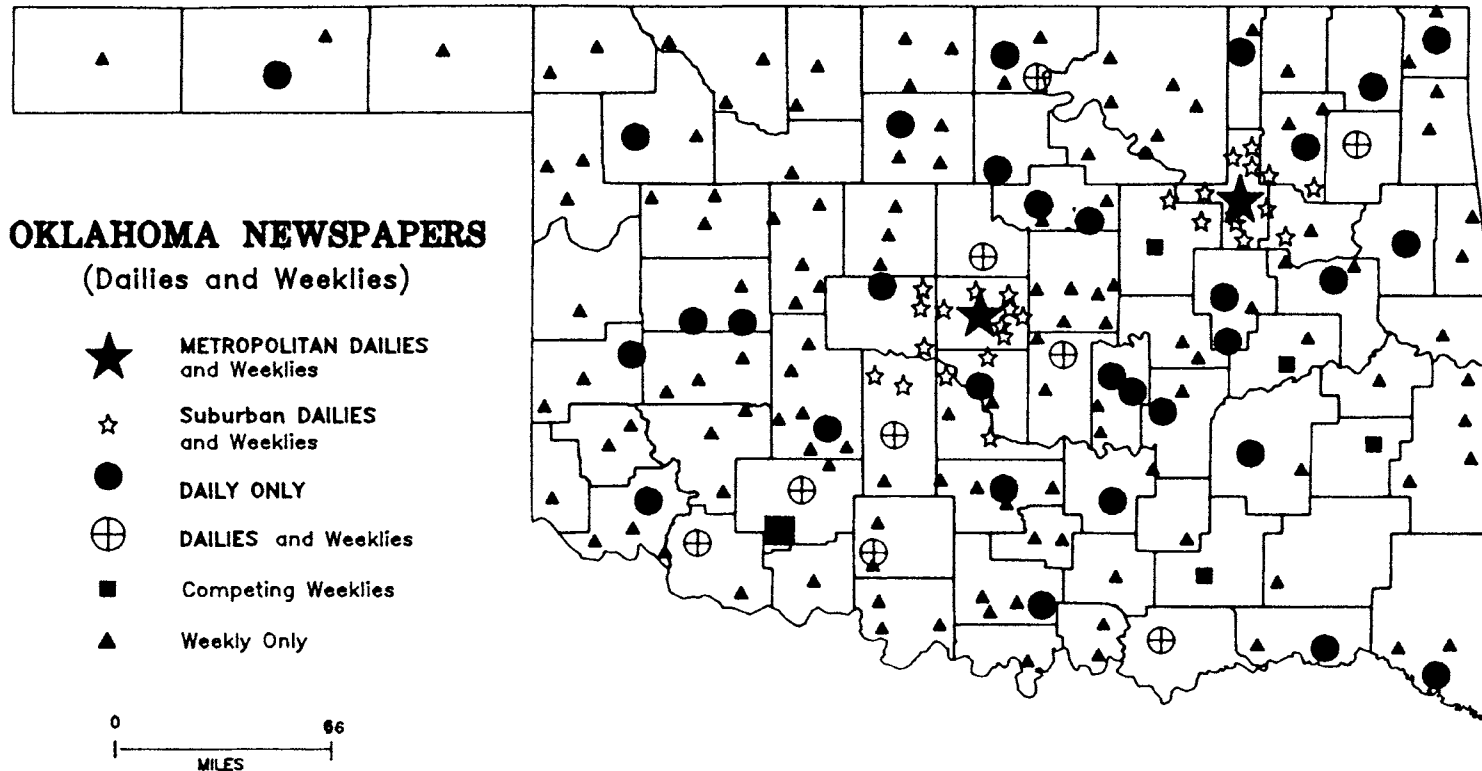 OKLAHOMA NEWSPAPERS
(Dailies and Weeklies)
METROPOLITAN DAILIES
and Weeklies
Suburban DAILIES
and Weeklies
DAILY ONLY
DAILIES and Weeklies
Competing Weeklies
Weekly Only
0 66
MILES